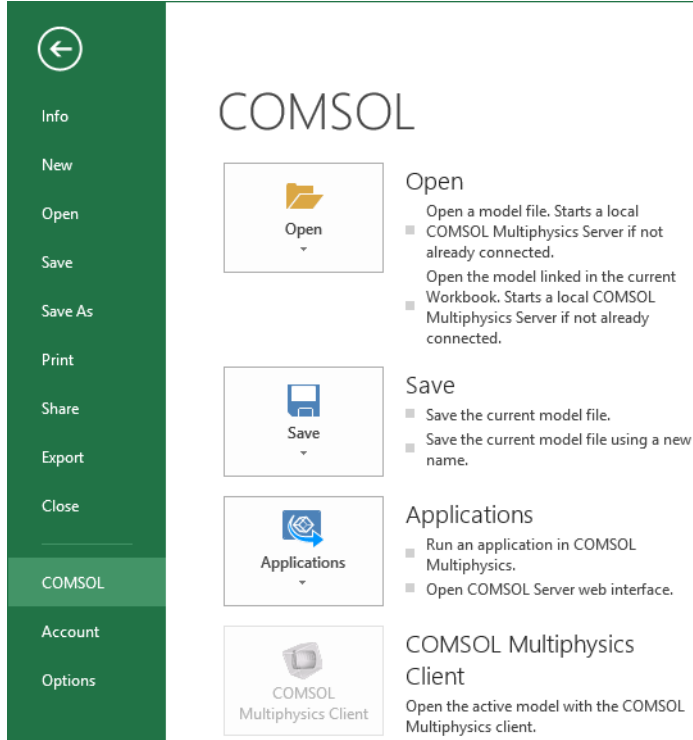 Info
New
Open
Save
Save As
Print
Share
Export
Close
COMSOL
Account
Options
COMSOL
Open
Open
Open a model file. Starts a local
COMSOL Multiphysics Server if not
already connected.
Open the model linked in the current
Workbook. Starts a local COMSOL
Multiphysics Server if not already
connected.
Save
Save
Save the current model file.
Save the current model file using a new
name.
Applications
Applications
Run an application in COMSOL
Multiphysics.
Open COMSOL Server web interface.
COMSOL
Multiphysics Client
COMSOL Multiphysics
Client
Open the active model with the COMSOL
Multiphysics client.